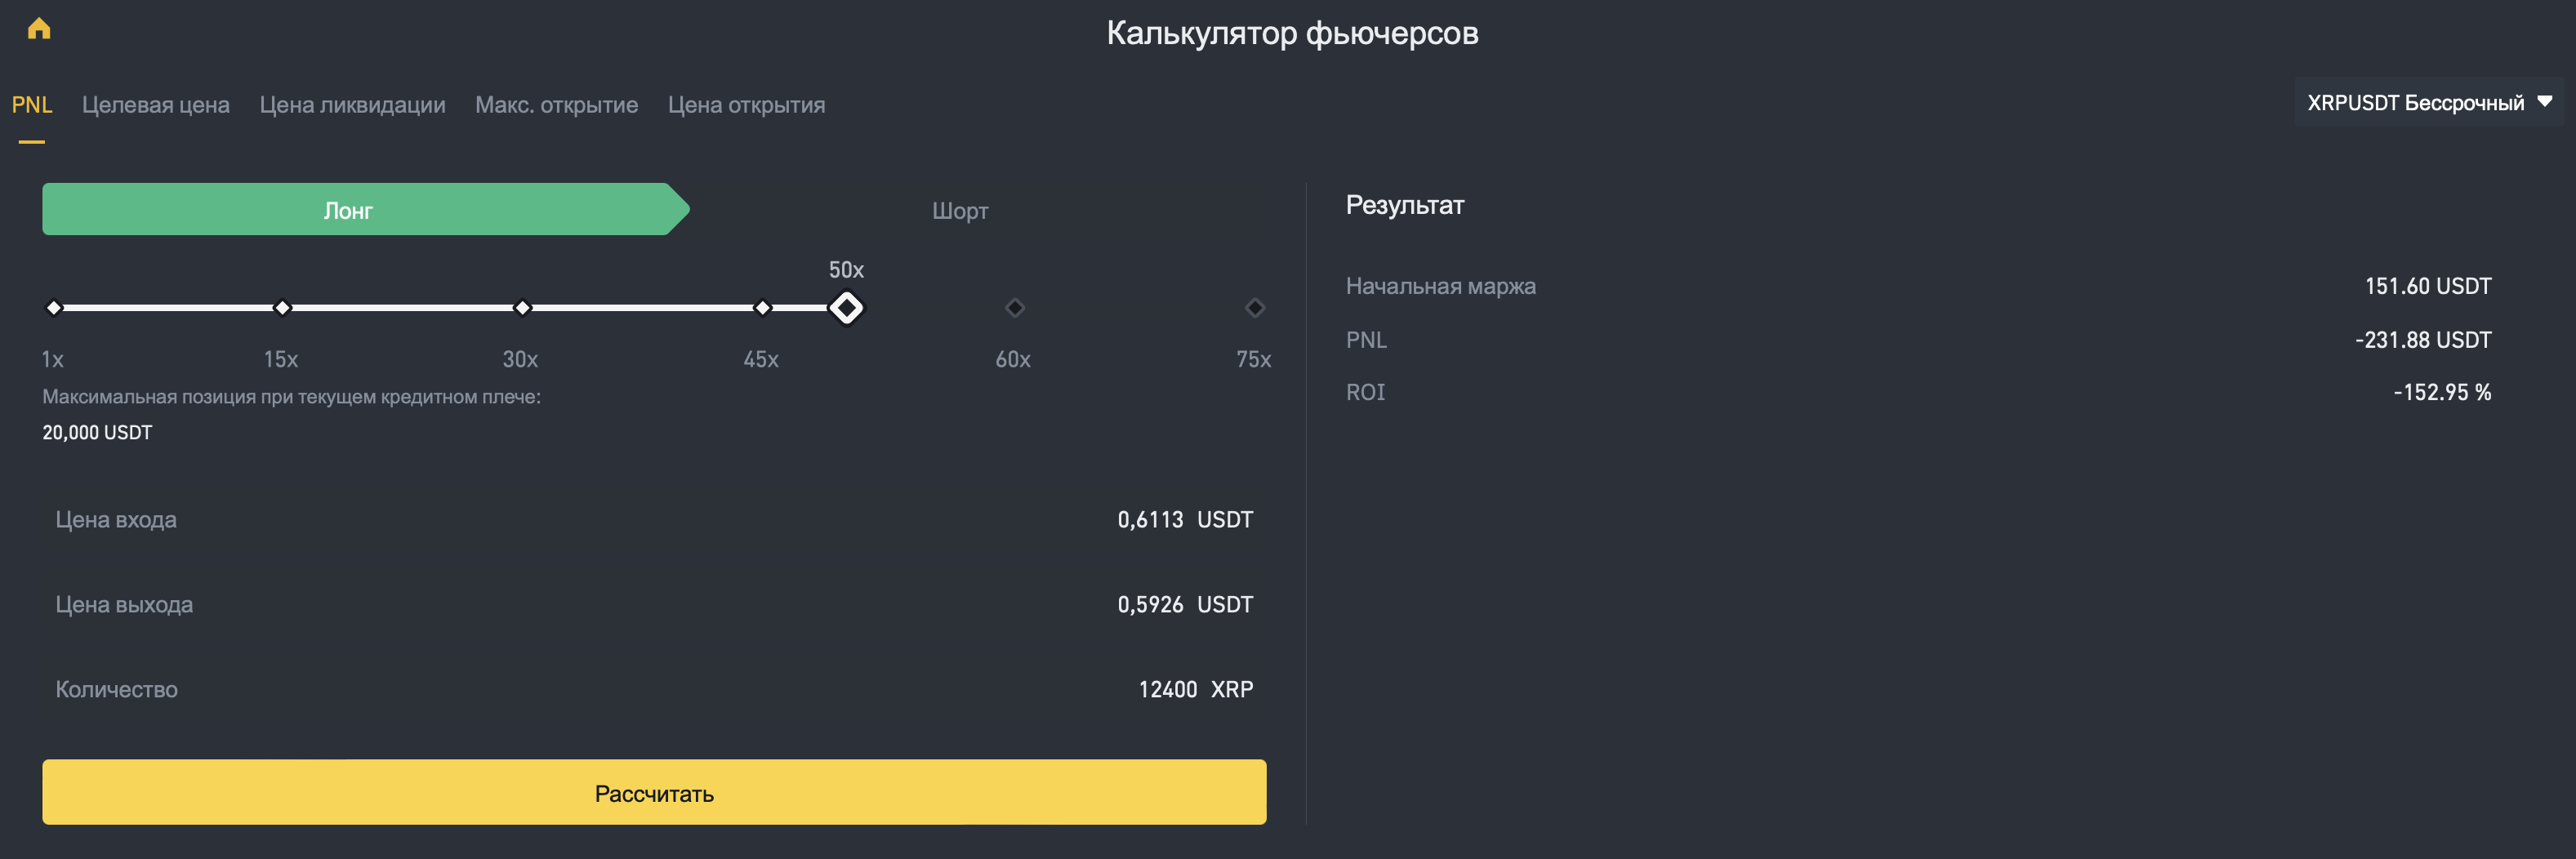 Калькулятор фьючерсов
PNL Целевая цена Цена ликвидации Макс. открытие Цена открытия
XRPUSDT Бессрочный
Лонг
Шорт
50x
1x 15x 30x 45x 60x 75x
Максимальная позиция при текущем кредитном плече:
20,000 USDT
Цена входа 0,6113 USDT
Цена выхода 0,5926 USDT
Количество 12400 XRP
Рассчитать
Результат
Начальная маржа 151.60 USDT
PNL -231.88 USDT
ROI -152.95 %